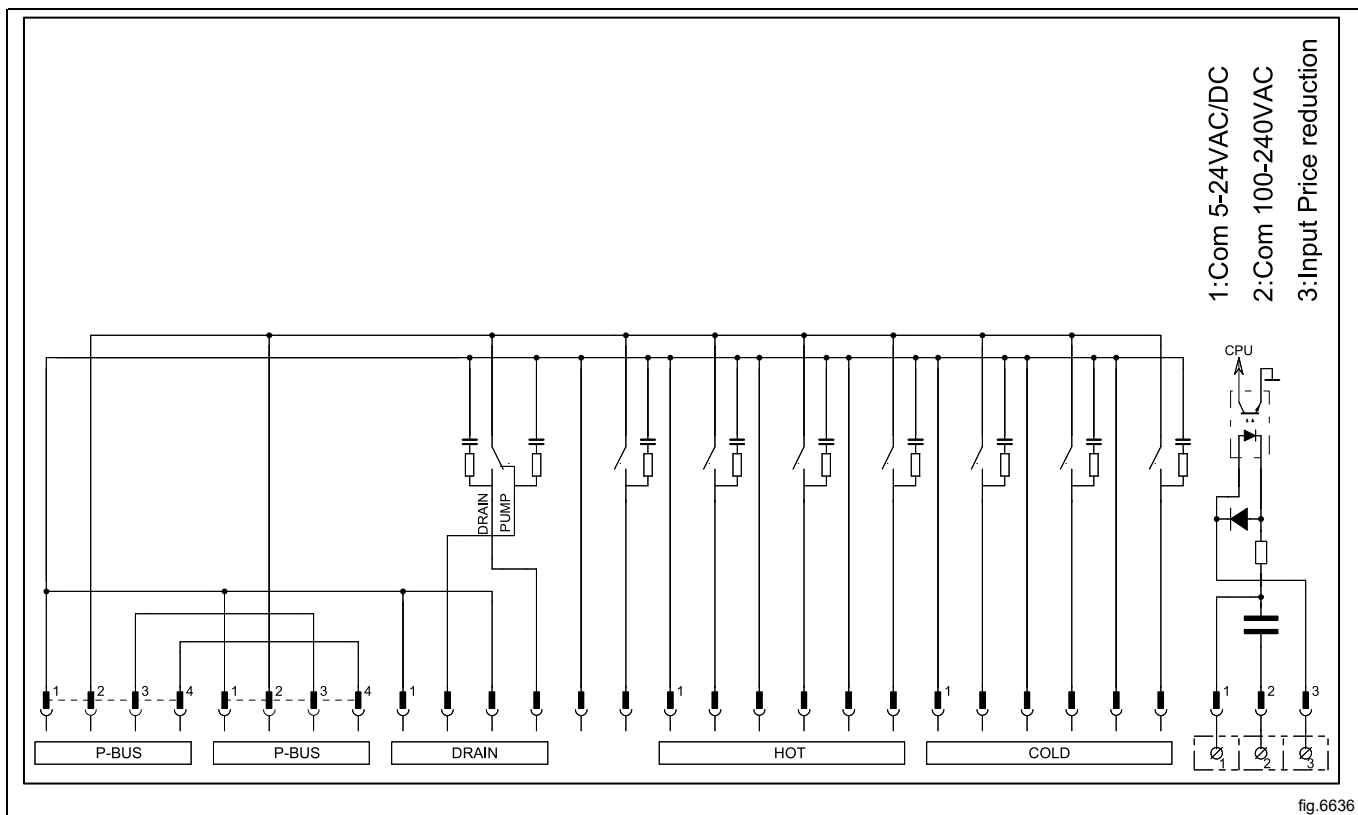 1:Com 5-24VAC/DC
2:Com 100-240VAC
3:Input Price reduction
CPU
DRAIN
PUMP
1 2 3 4 1 2 3 4 1 1 1 1 2 3
P-BUS P-BUS DRAIN HOT COLD 1 2 3
fig.6636